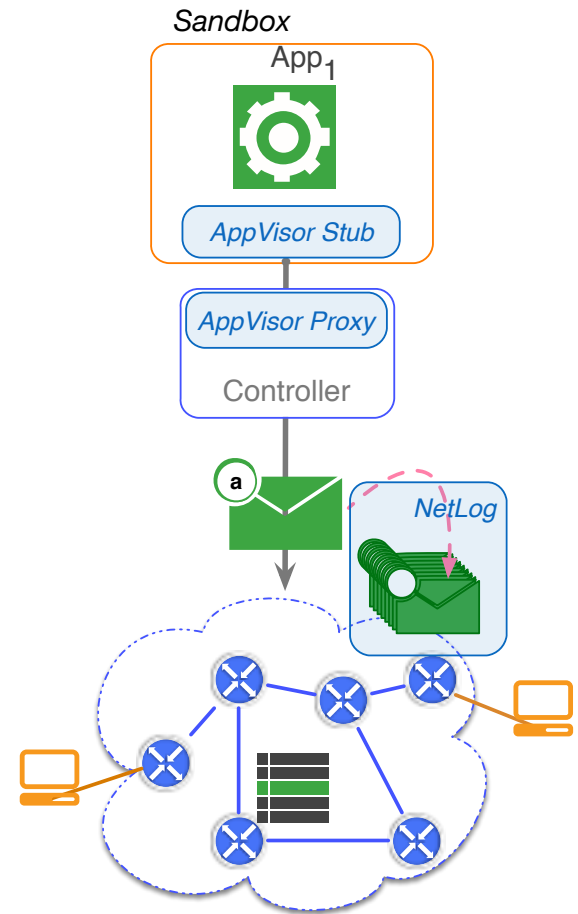 Sandbox
App1
AppVisor Stub
AppVisor Proxy
Controller
a
NetLog